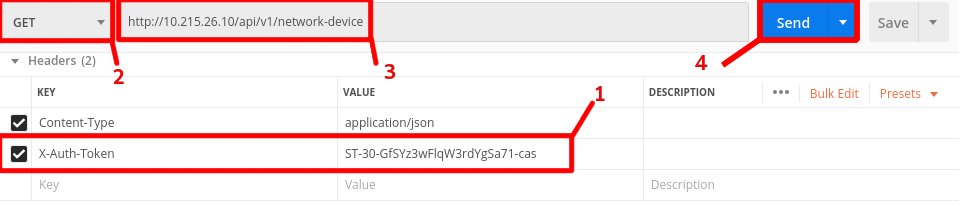 GET http://10.215.26.10/api/v1/network-device Send Save
Headers (2) 2 3 4
1
KEY VALUE DESCRIPTION ••• Bulk Edit Presets
Content-Type application/json
X-Auth-Token ST-30-GfSYz3wFlqW3rdYgSa71-cas
Key Value Description